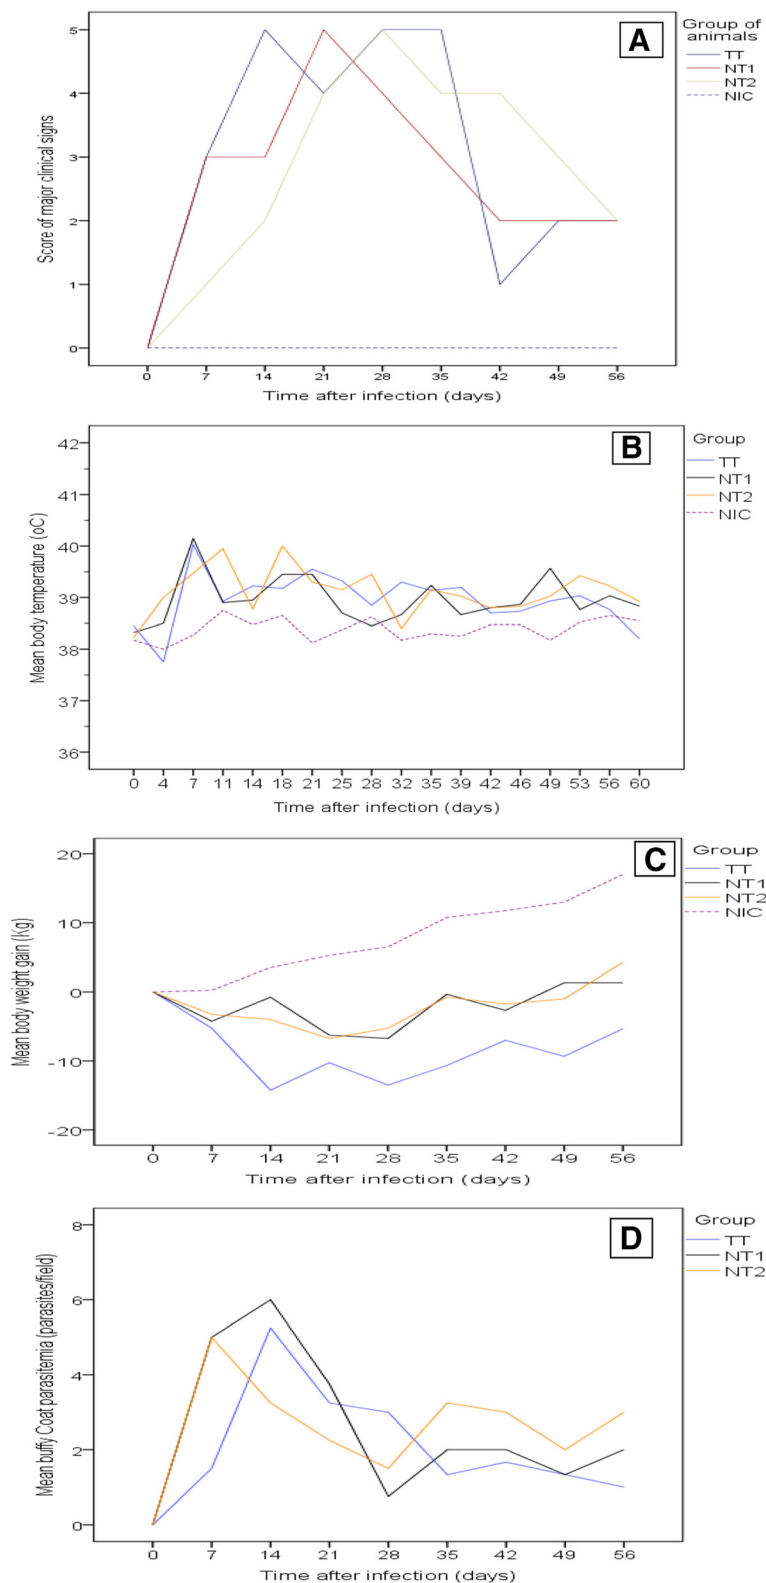 A
Group of
animals
TT
NT1
NT2
NIC
Score of major clinical signs
5
4
3
2
1
0
0 7 14 21 28 35 42 49 56
Time after infection (days)
B
Group
TT
NT1
NT2
NIC
Mean body temperature (oC)
42
41
40
39
38
37
36
0 4 7 11 14 18 21 25 28 32 35 39 42 46 49 53 56 60
Time after infection (days)
C
Group
TT
NT1
NT2
NIC
Mean body weight gain (Kg)
20
10
0
-10
-20
0 7 14 21 28 35 42 49 56
Time after infection (days)
D
Group
TT
NT1
NT2
Mean buffy Coat parasitemia (parasites/field)
8
6
4
2
0
0 7 14 21 28 35 42 49 56
Time after infection (days)